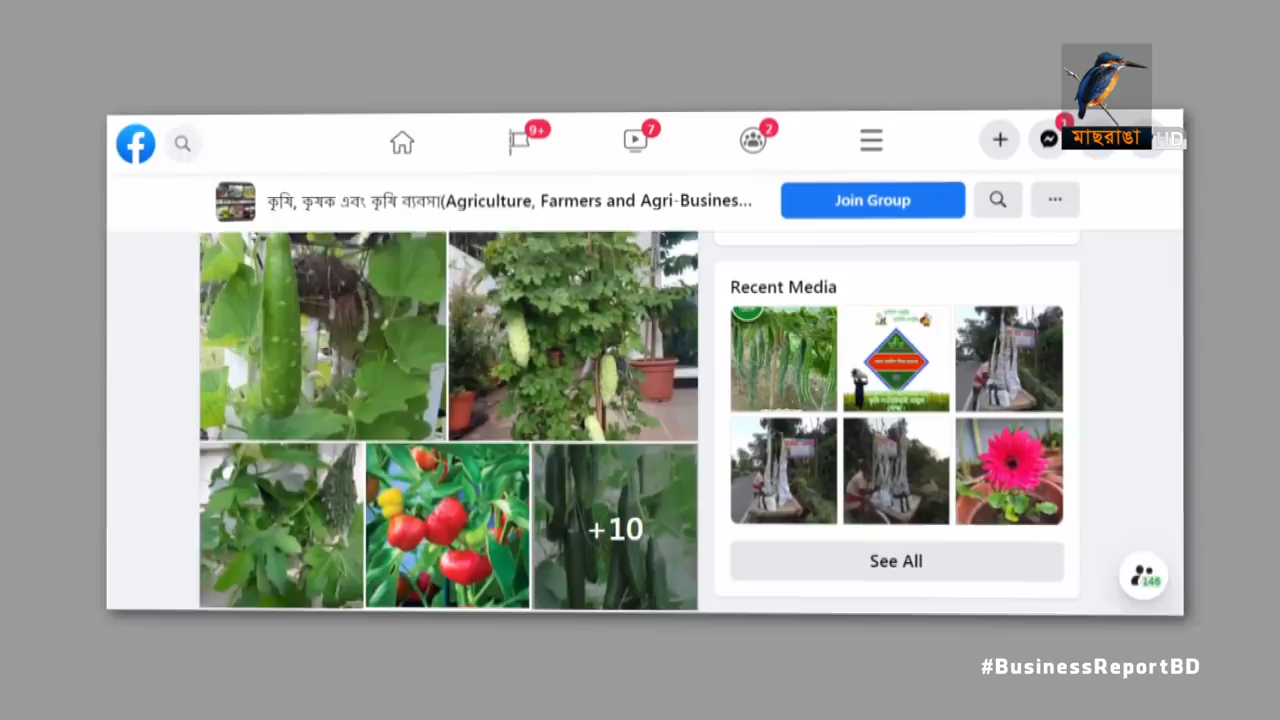 মাছরাঙা
HD
9+
7
2
1
কৃষি, কৃষক এবং কৃষি ব্যবসা(Agriculture, Farmers and Agri-Busines...
Join Group
Recent Media
+10
See All
146
#BusinessReportBD